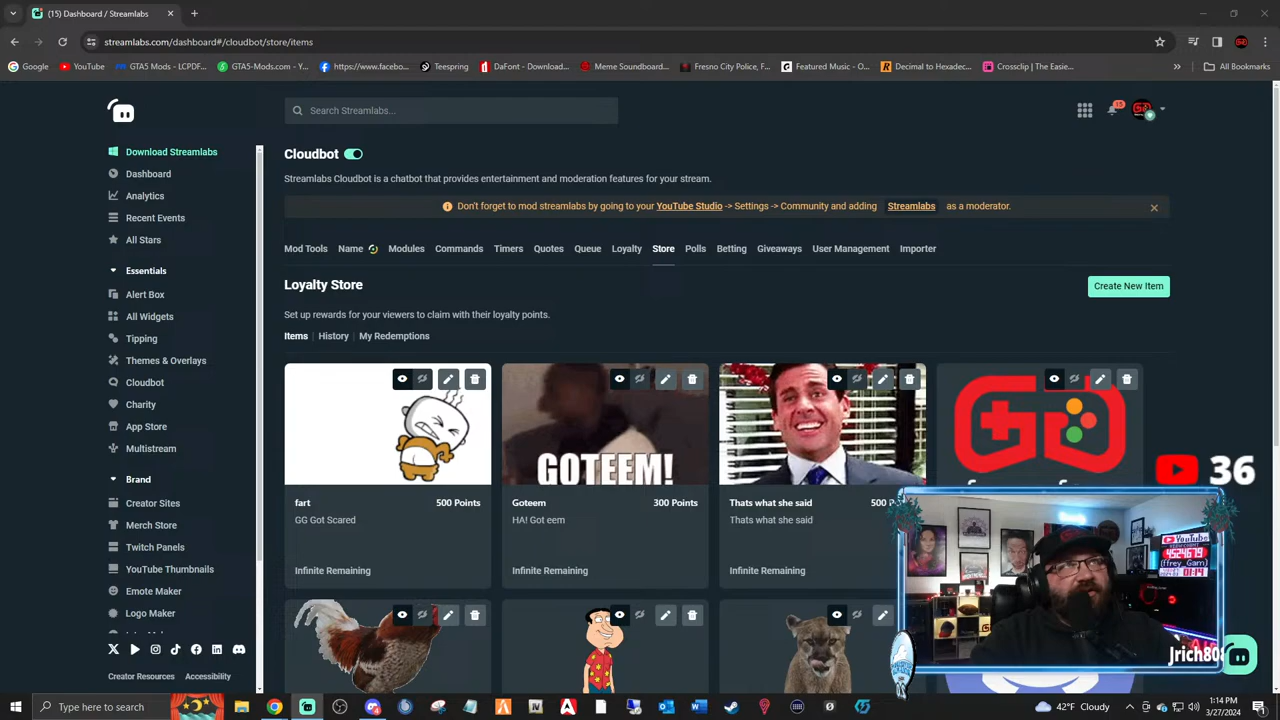 (15) Dashboard / Streamlabs
streamlabs.com/dashboard#/cloudbot/store/items
Google
YouTube
GTA5 Mods - LCPDF...
GTA5-Mods.com - Y...
https://www.facebo...
Teespring
DaFont - Download...
Meme Soundboard...
Fresno City Police, F...
Featured Music - O...
Decimal to Hexadec...
Crossclip | The Easie...
All Bookmarks
Search Streamlabs...
15
Download Streamlabs
Dashboard
Analytics
Recent Events
All Stars
Essentials
Alert Box
All Widgets
Tipping
Themes & Overlays
Cloudbot
Charity
App Store
Multistream
Brand
Creator Sites
Merch Store
Twitch Panels
YouTube Thumbnails
Emote Maker
Logo Maker
Creator Resources
Accessibility
Cloudbot
Streamlabs Cloudbot is a chatbot that provides entertainment and moderation features for your stream.
Don't forget to mod streamlabs by going to your YouTube Studio -> Settings -> Community and adding Streamlabs as a moderator.
Mod Tools
Name
Modules
Commands
Timers
Quotes
Queue
Loyalty
Store
Polls
Betting
Giveaways
User Management
Importer
Loyalty Store
Create New Item
Set up rewards for your viewers to claim with their loyalty points.
Items
History
My Redemptions
GOTEEM!
fart 500 Points
GG Got Scared
Infinite Remaining
Goteem 300 Points
HA! Got eem
Infinite Remaining
Thats what she said 500 P
Thats what she said
Infinite Remaining
36
YouTube
4524679
01:14
Jrich808
Type here to search
42°F Cloudy
1:14 PM
3/27/2024